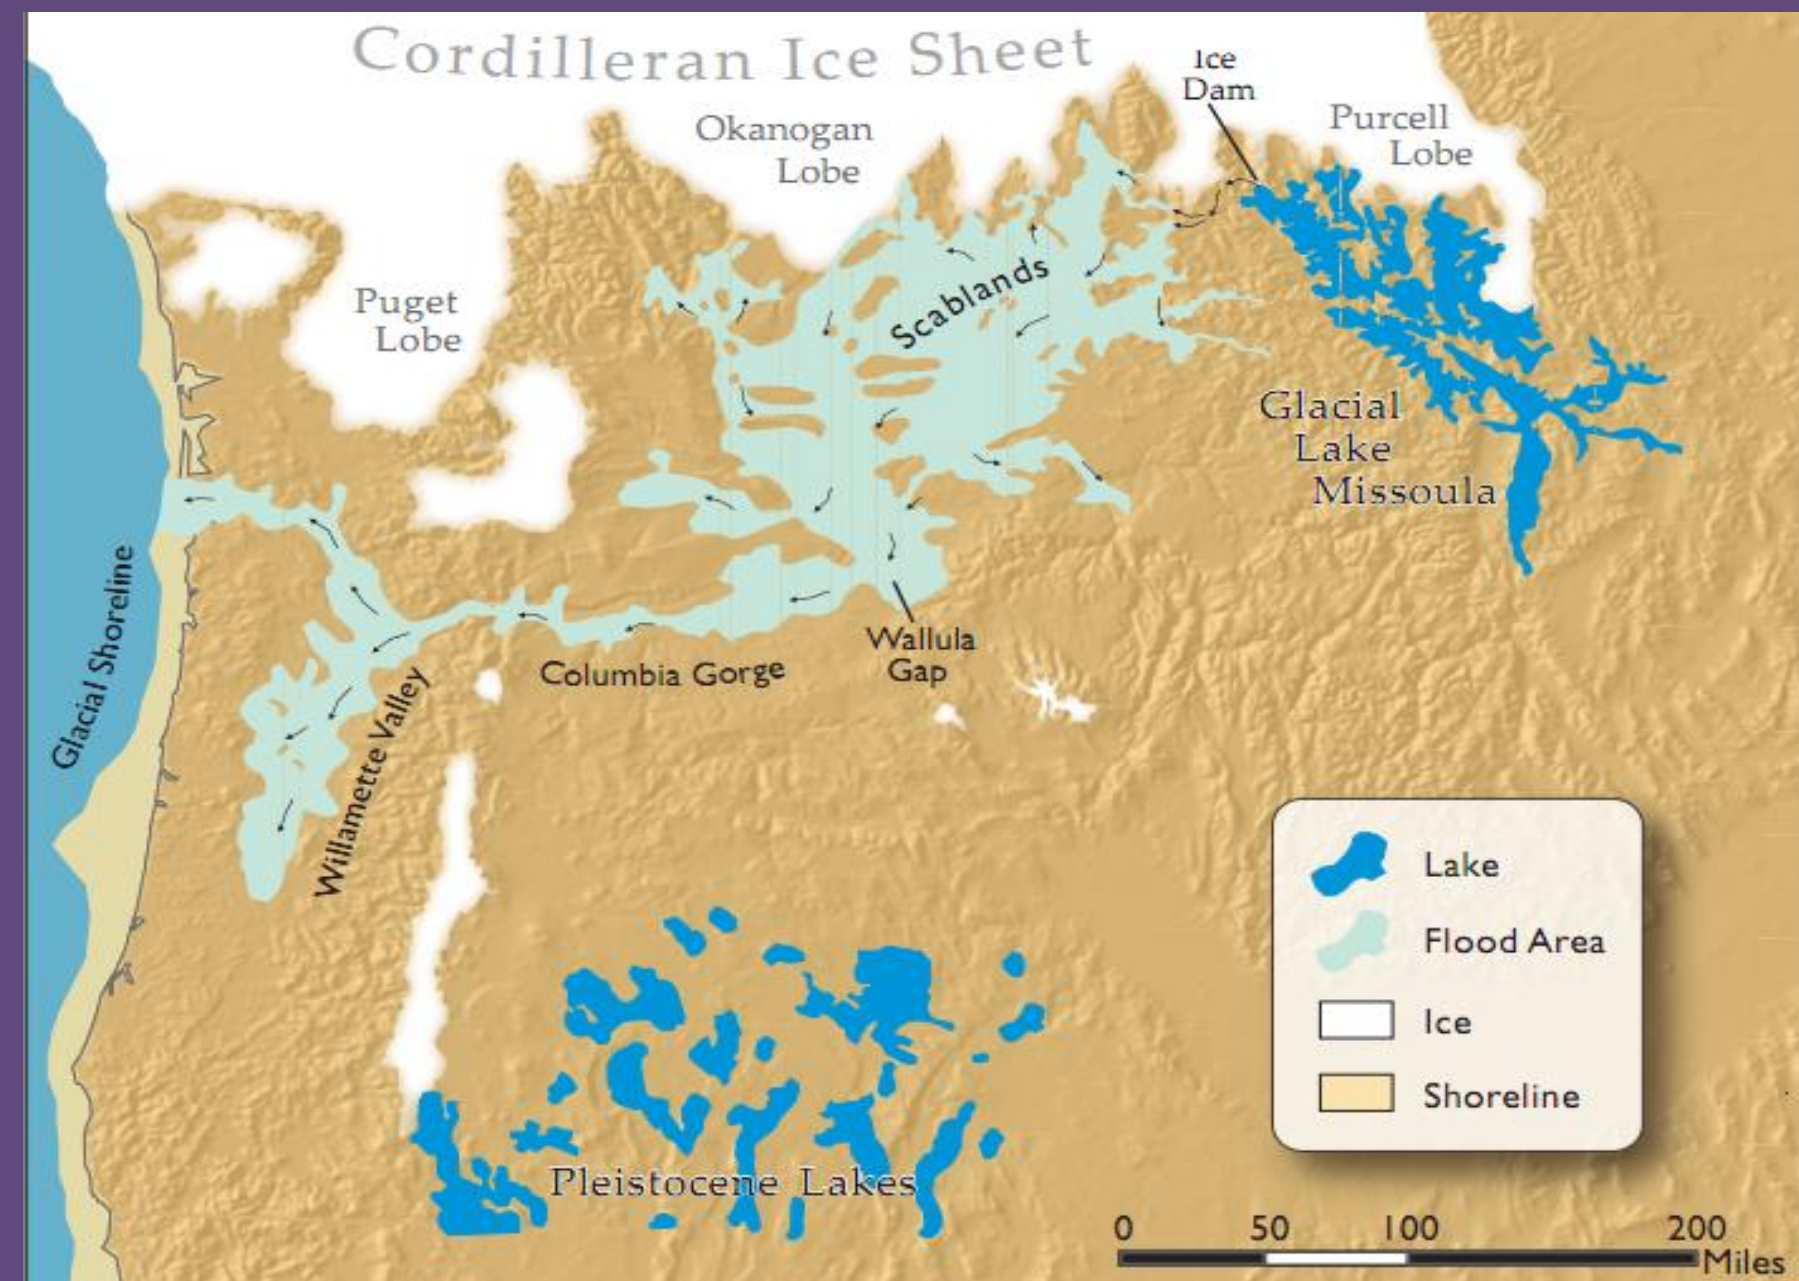 Cordilleran Ice Sheet
Ice
Dam
Purcell
Lobe
Okanogan
Lobe
Puget
Lobe
Scablands
Glacial
Lake
Missoula
Glacial Shoreline
Wallula
Gap
Columbia Gorge
Willamette Valley
Pleistocene Lakes
Lake
Flood Area
Ice
Shoreline
0 50 100 200
Miles